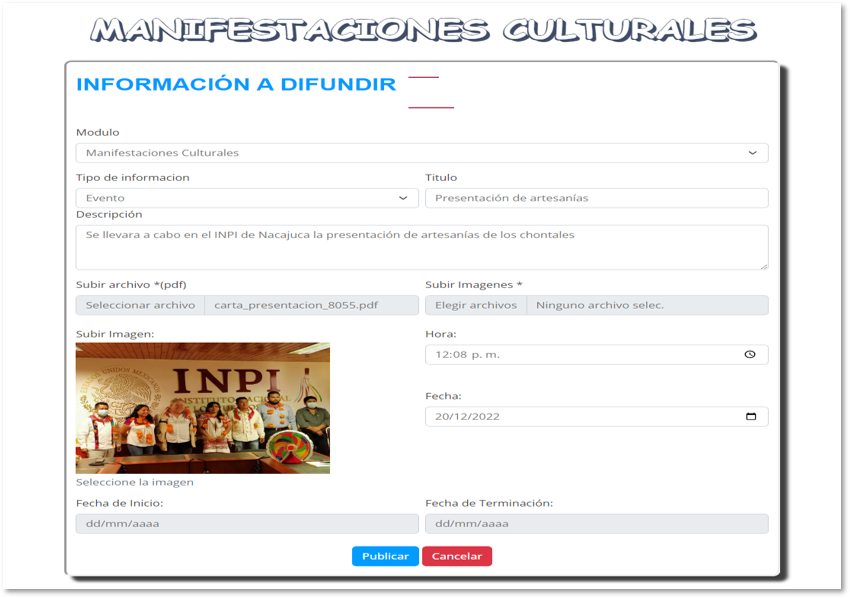 MANIFESTACIONES CULTURALES
INFORMACIÓN A DIFUNDIR
Modulo
Manifestaciones Culturales
Tipo de informacion Titulo
Evento Presentación de artesanías
Descripción
Se llevara a cabo en el INPI de Nacajuca la presentación de artesanías de los chontales
Subir archivo *(pdf) Subir Imagenes *
Seleccionar archivo carta_presentacion_8055.pdf Elegir archivos Ninguno archivo selec.
Subir Imagen: Hora:
12:08 p. m.
INPI
INSTITUTO NACIONAL
Fecha:
20/12/2022
Seleccione la imagen
Fecha de Inicio: Fecha de Terminación:
dd/mm/aaaa dd/mm/aaaa
Publicar Cancelar